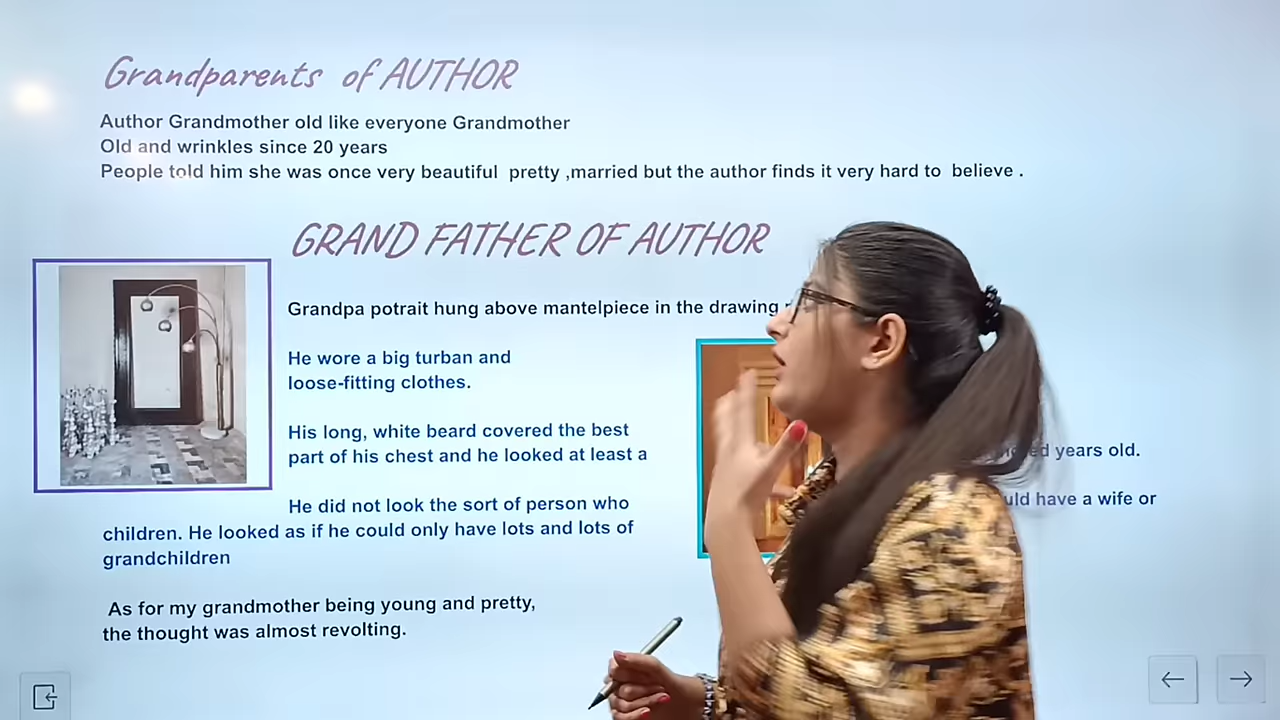 Grandparents of AUTHOR
Author Grandmother old like everyone Grandmother
Old and wrinkles since 20 years
People told him she was once very beautiful pretty ,married but the author finds it very hard to believe .
GRAND FATHER OF AUTHOR
Grandpa potrait hung above mantelpiece in the drawing
He wore a big turban and
loose-fitting clothes.
His long, white beard covered the best
part of his chest and he looked at least a years old.
He did not look the sort of person who have a wife or
children. He looked as if he could only have lots and lots of
grandchildren
As for my grandmother being young and pretty,
the thought was almost revolting.